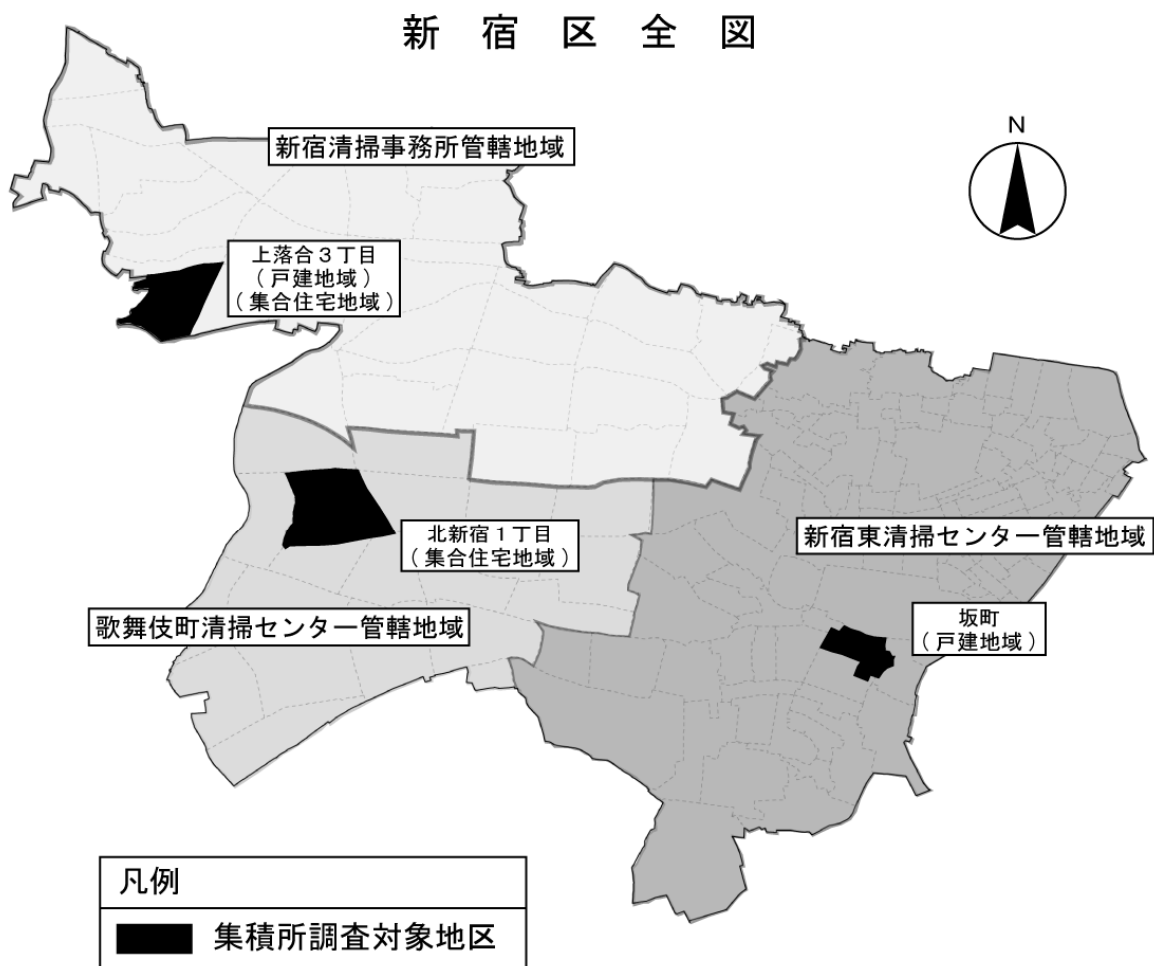 新宿区全図
N
新宿清掃事務所管轄地域
上落合3丁目
(戸建地域)
(集合住宅地域)
北新宿1丁目
(集合住宅地域)
新宿東清掃センター管轄地域
歌舞伎町清掃センター管轄地域
坂町
(戸建地域)
凡例
集積所調査対象地区